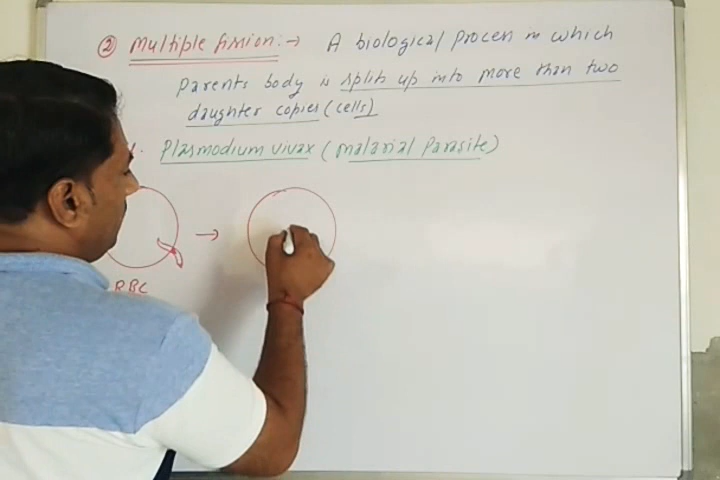 ② Multiple fission:→ A biological process in which
Parents body is split up into more than two
daughter copies (cells)
Plasmodium vivax (malarial Parasite)
→
RBC